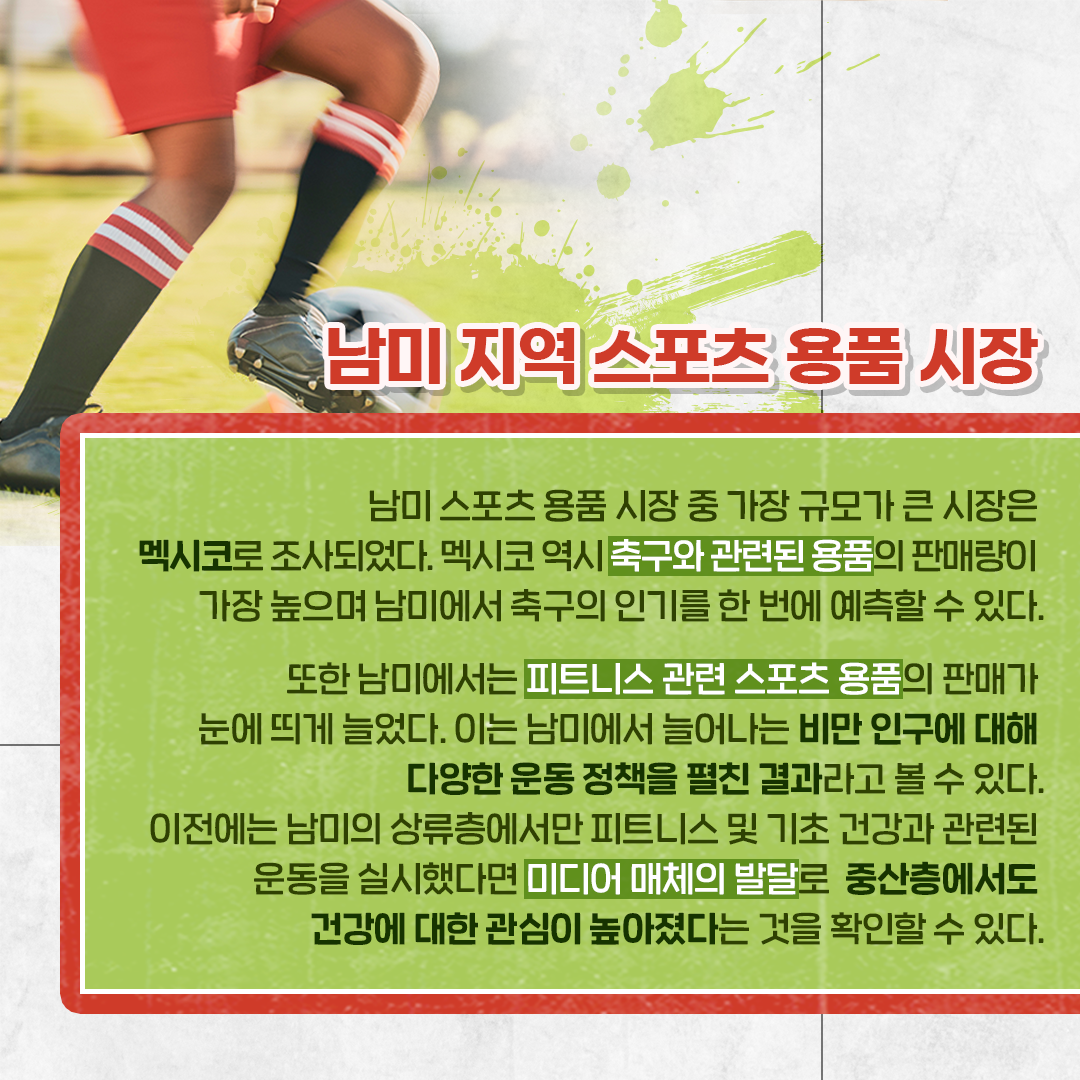 남미 지역 스포츠 용품 시장
남미 스포츠 용품 시장 중 가장 규모가 큰 시장은
멕시코로 조사되었다. 멕시코 역시 축구와 관련된 용품의 판매량이
가장 높으며 남미에서 축구의 인기를 한 번에 예측할 수 있다.
또한 남미에서는 피트니스 관련 스포츠 용품의 판매가
눈에 띄게 늘었다. 이는 남미에서 늘어나는 비만 인구에 대해
다양한 운동 정책을 펼친 결과라고 볼 수 있다.
이전에는 남미의 상류층에서만 피트니스 및 기초 건강과 관련된
운동을 실시했다면 미디어 매체의 발달로 중산층에서도
건강에 대한 관심이 높아졌다는 것을 확인할 수 있다.